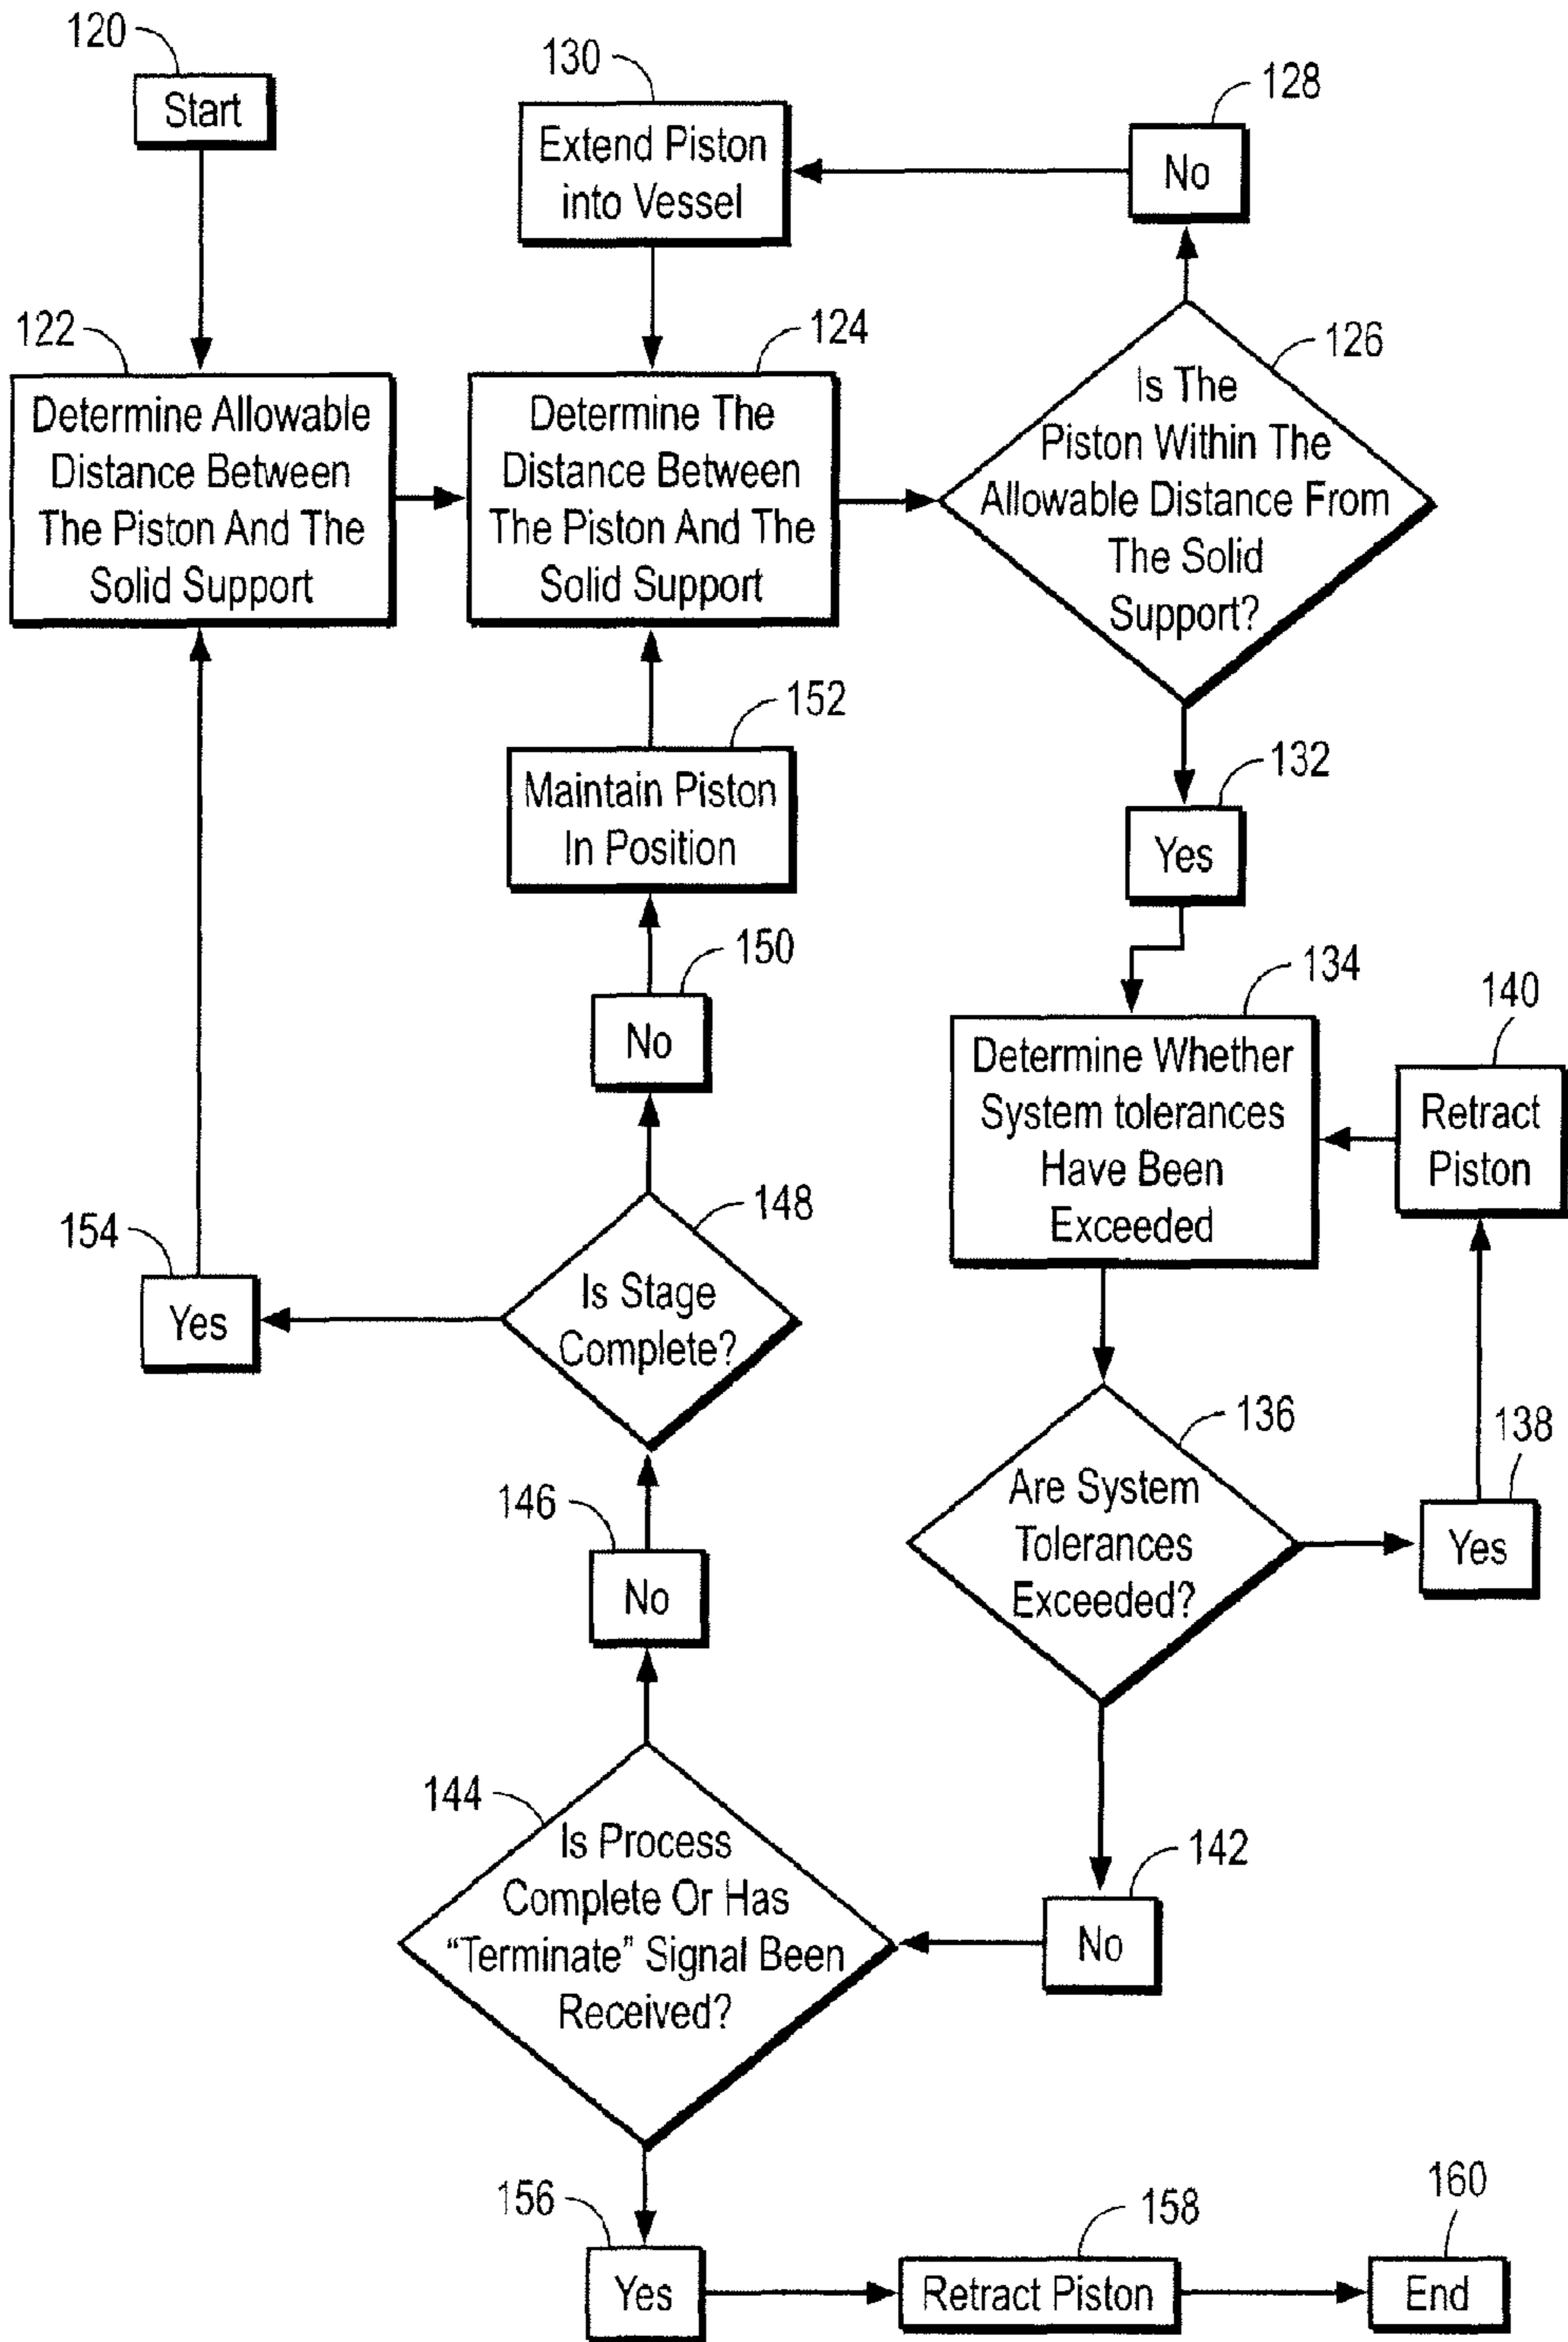 120
Start
130
Extend Piston
into Vessel
128
No
122
Determine Allowable
Distance Between
The Piston And The
Solid Support
124
Determine The
Distance Between
The Piston And The
Solid Support
126
Is The
Piston Within The
Allowable Distance From
The Solid
Support?
132
Yes
152
Maintain Piston
In Position
150
No
134
Determine Whether
System tolerances
Have Been
Exceeded
140
Retract
Piston
148
Is Stage
Complete?
154
Yes
136
Are System
Tolerances
Exceeded?
138
Yes
146
No
144
Is Process
Complete Or Has
“Terminate” Signal Been
Received?
142
No
156
Yes
158
Retract Piston
160
End